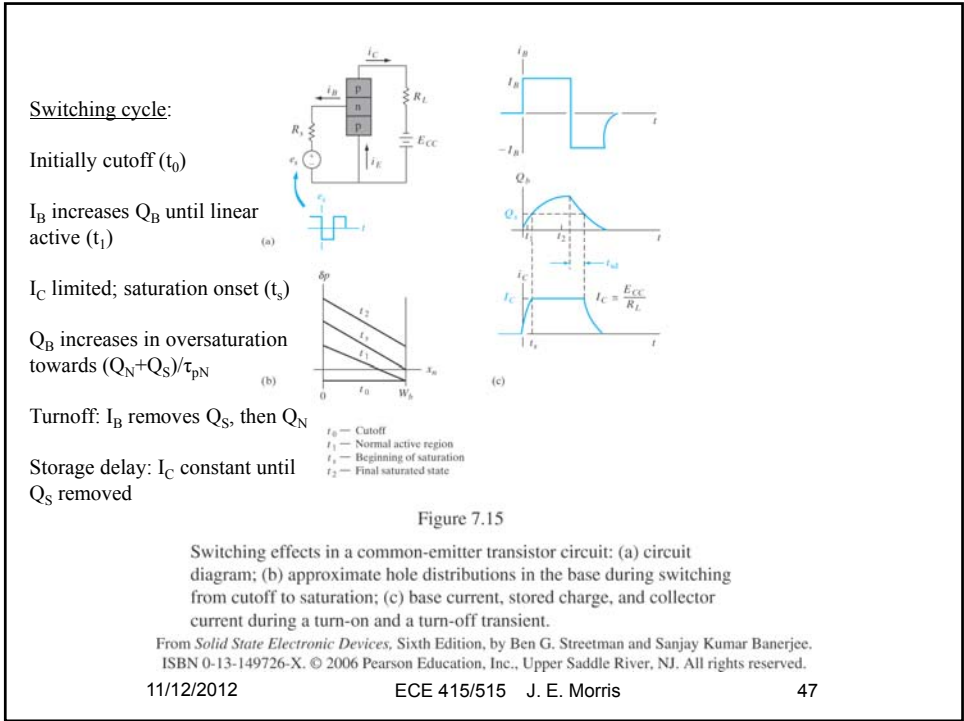 Switching cycle:
Initially cutoff (t0)
IB increases QB until linear
active (t1)
IC limited; saturation onset (ts)
QB increases in oversaturation
towards (QN+QS)/τpN
Turnoff: IB removes QS, then QN
Storage delay: IC constant until
QS removed
iC
iB
p
n
p
RL
Rs
ECC
es
iE
es
t
(a)
δp
t2
ts
t1
t0
xn
0
Wb
(b)
t0 — Cutoff
t1 — Normal active region
ts — Beginning of saturation
t2 — Final saturated state
iB
IB
t
−IB
Qb
Qs
t1
t2
t
tsd
iC
IC
IC = ECC/RL
ts
t
(c)
Figure 7.15
Switching effects in a common-emitter transistor circuit: (a) circuit
diagram; (b) approximate hole distributions in the base during switching
from cutoff to saturation; (c) base current, stored charge, and collector
current during a turn-on and a turn-off transient.
From Solid State Electronic Devices, Sixth Edition, by Ben G. Streetman and Sanjay Kumar Banerjee.
ISBN 0-13-149726-X. © 2006 Pearson Education, Inc., Upper Saddle River, NJ. All rights reserved.
11/12/2012 ECE 415/515 J. E. Morris 47